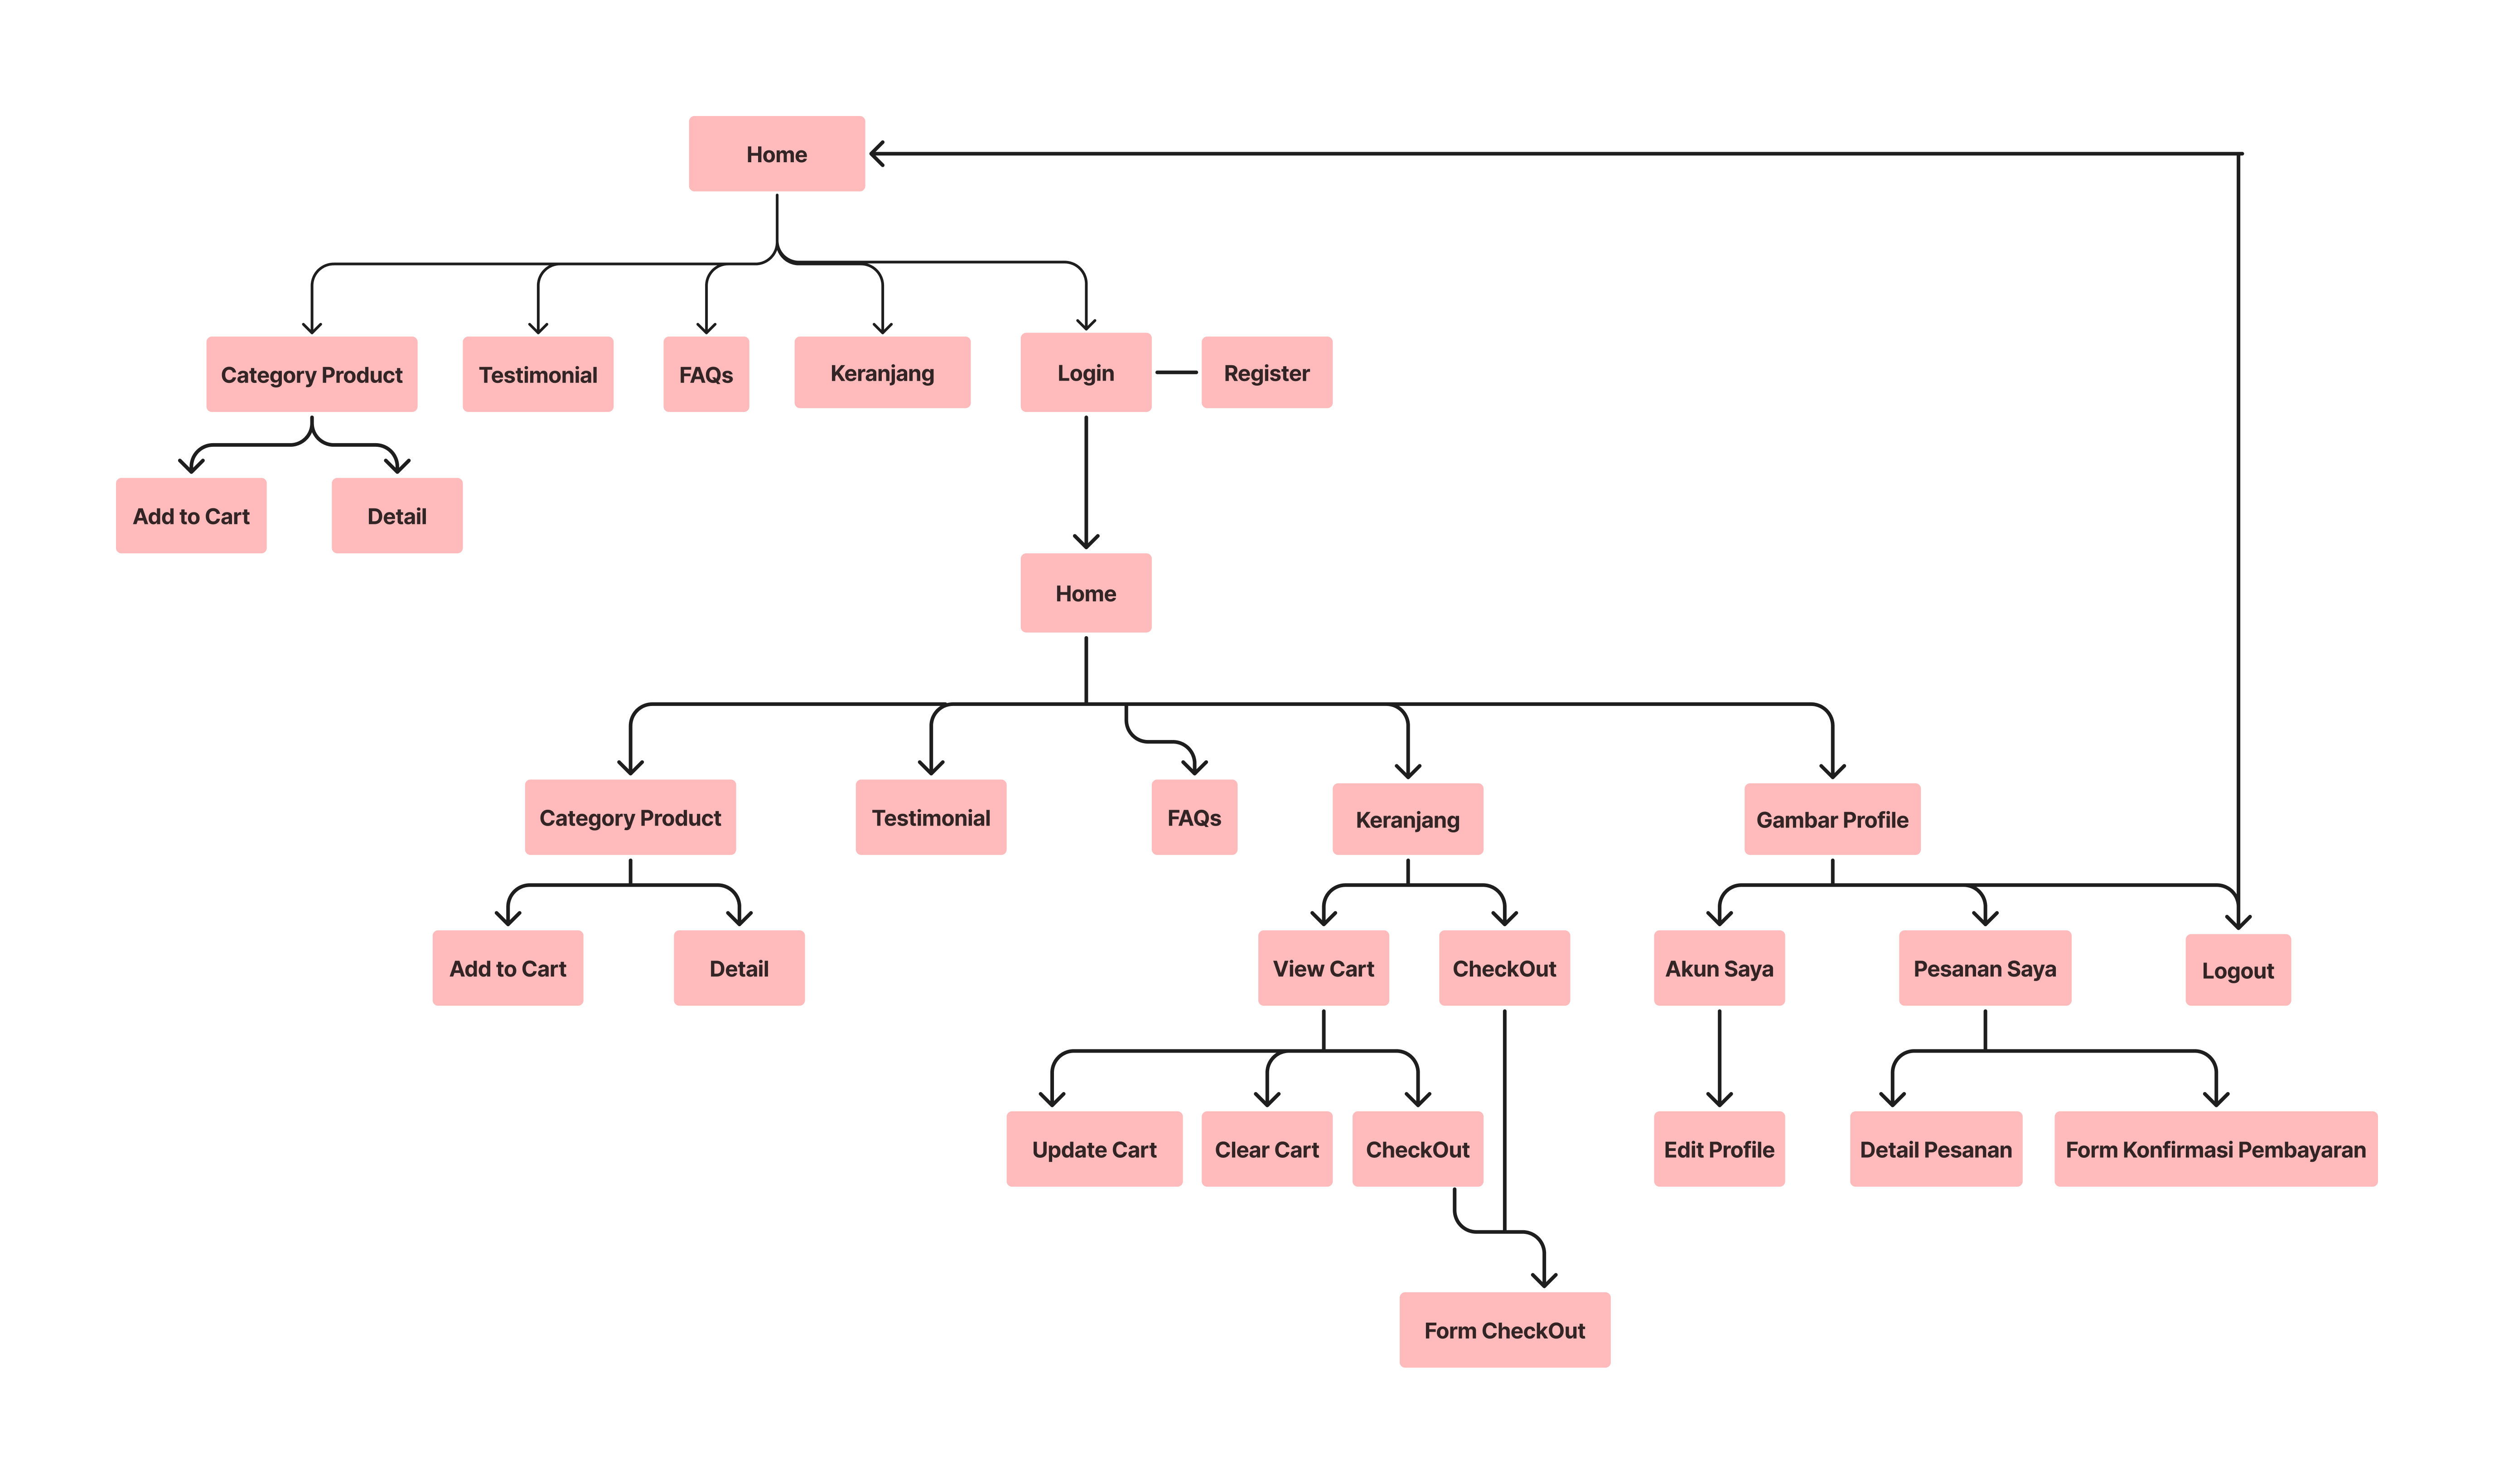 Home
Category Product
Testimonial
FAQs
Keranjang
Login
Register
Add to Cart
Detail
Home
Category Product
Testimonial
FAQs
Keranjang
Gambar Profile
Add to Cart
Detail
View Cart
CheckOut
Akun Saya
Pesanan Saya
Logout
Update Cart
Clear Cart
CheckOut
Edit Profile
Detail Pesanan
Form Konfirmasi Pembayaran
Form CheckOut